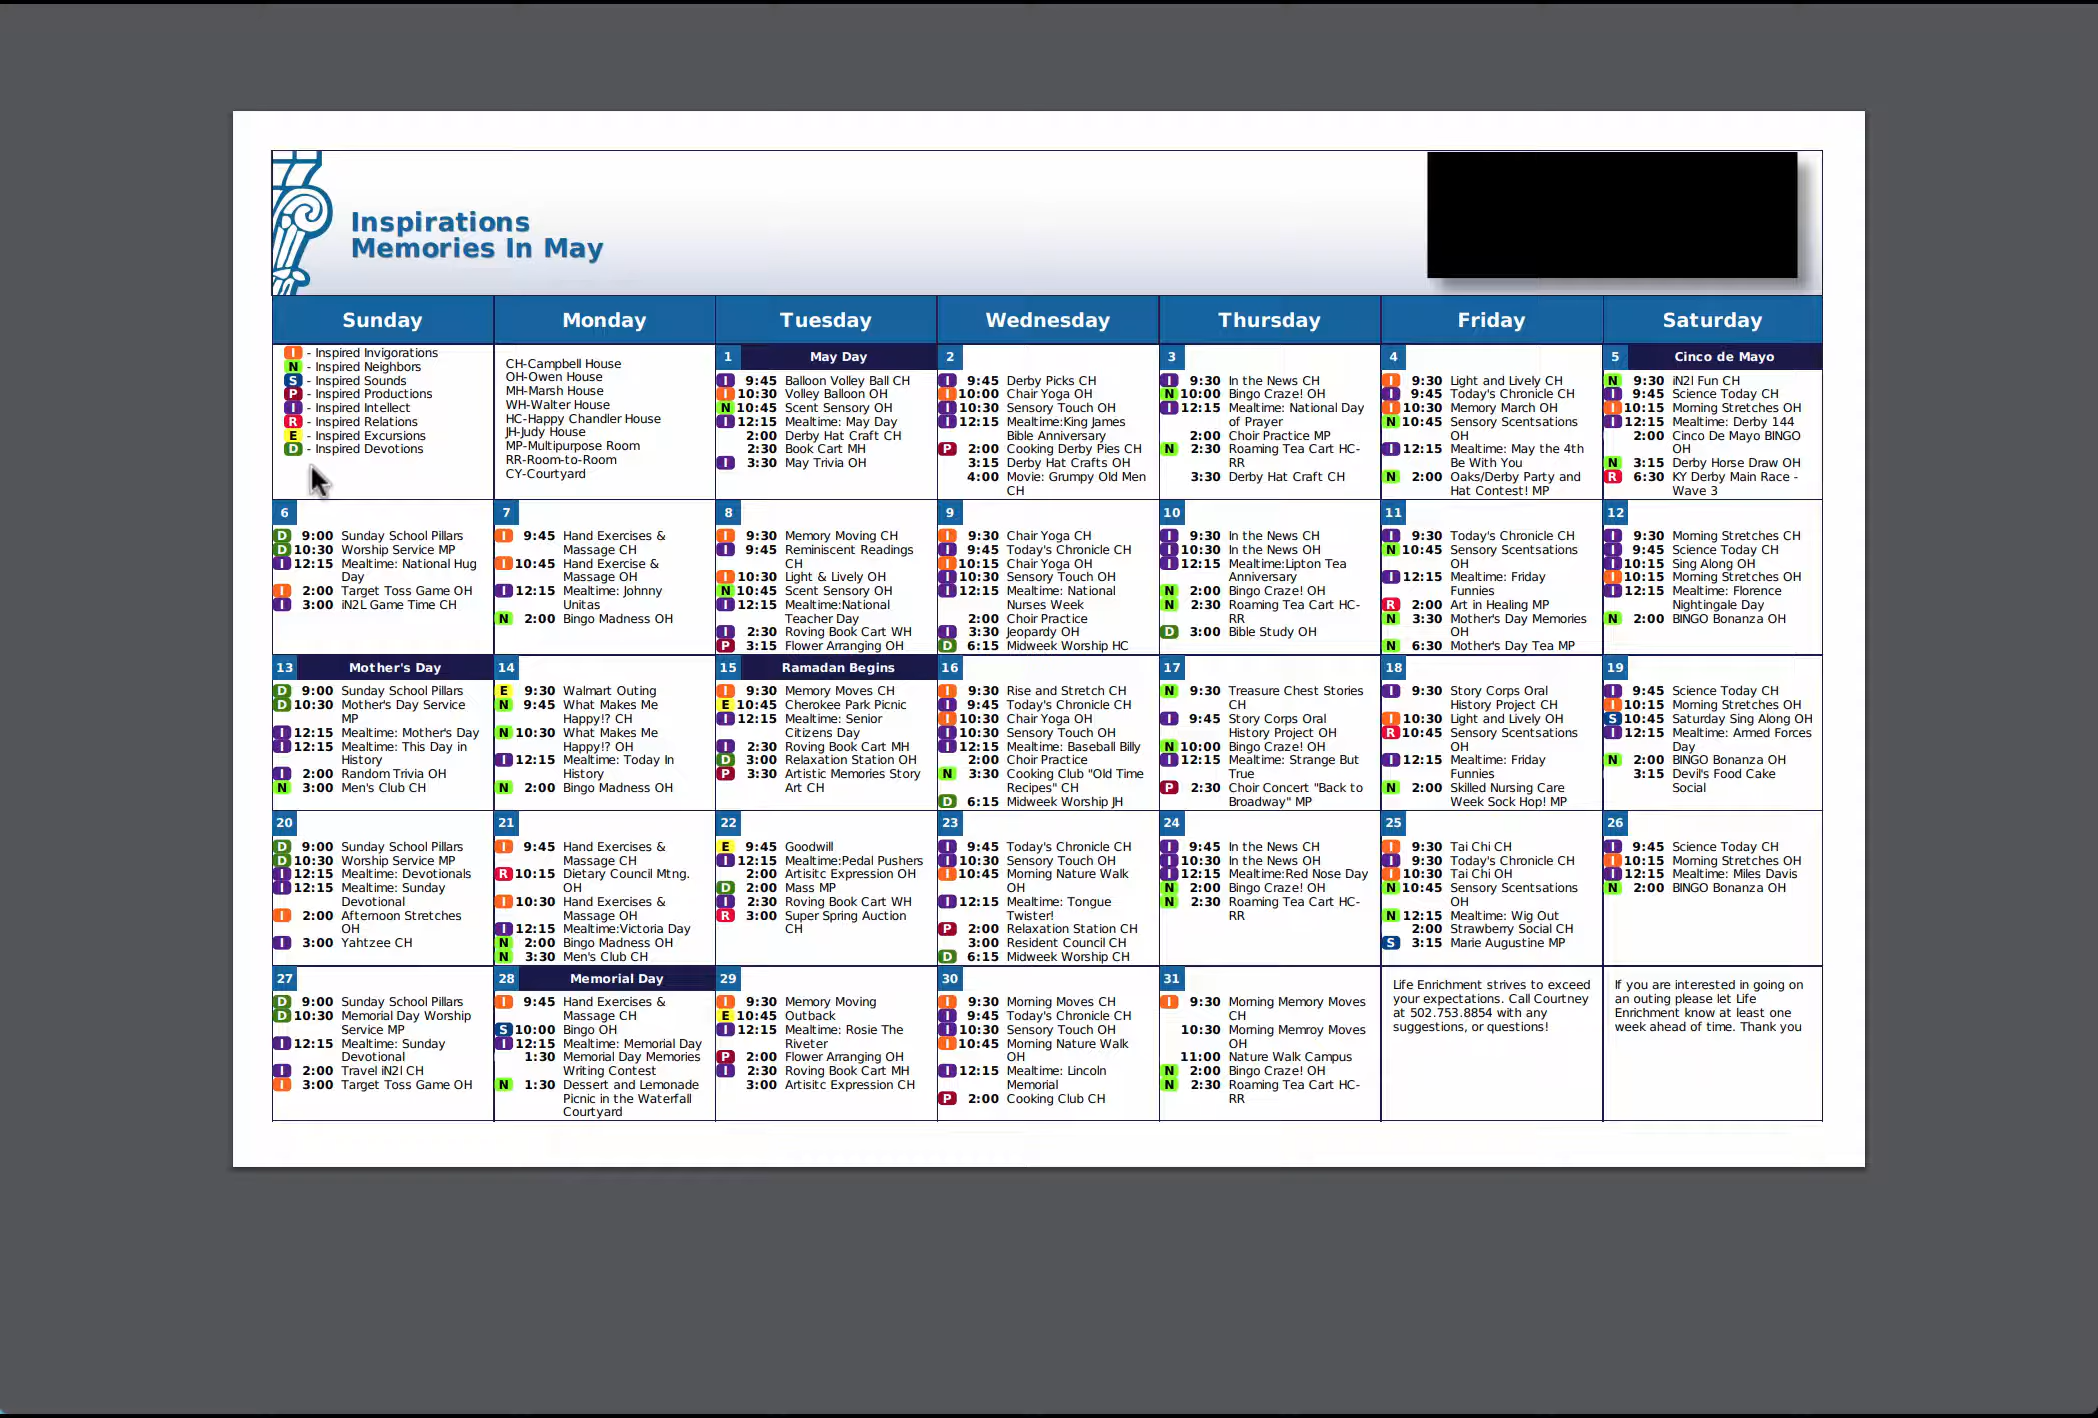 Inspirations
Memories In May
Sunday
Monday
Tuesday
Wednesday
Thursday
Friday
Saturday
I - Inspired Invigorations
N - Inspired Neighbors
S - Inspired Sounds
P - Inspired Productions
I - Inspired Intellect
R - Inspired Relations
E - Inspired Excursions
D - Inspired Devotions
CH-Campbell House
OH-Owen House
MH-Marsh House
WH-Walter House
HC-Happy Chandler House
JH-Judy House
MP-Multipurpose Room
RR-Room-to-Room
CY-Courtyard
1 May Day
I 9:45 Balloon Volley Ball CH
I 10:30 Volley Balloon OH
N 10:45 Scent Sensory OH
I 12:15 Mealtime: May Day
2:00 Derby Hat Craft CH
2:30 Book Cart MH
I 3:30 May Trivia OH
2
I 9:45 Derby Picks CH
I 10:00 Chair Yoga OH
I 10:30 Sensory Touch OH
I 12:15 Mealtime:King James
Bible Anniversary
P 2:00 Cooking Derby Pies CH
3:15 Derby Hat Crafts OH
4:00 Movie: Grumpy Old Men
CH
3
I 9:30 In the News CH
N 10:00 Bingo Craze! OH
I 12:15 Mealtime: National Day
of Prayer
2:00 Choir Practice MP
N 2:30 Roaming Tea Cart HC-
RR
3:30 Derby Hat Craft CH
4
I 9:30 Light and Lively CH
I 9:45 Today's Chronicle CH
I 10:30 Memory March OH
N 10:45 Sensory Scentsations
OH
I 12:15 Mealtime: May the 4th
Be With You
N 2:00 Oaks/Derby Party and
Hat Contest! MP
5 Cinco de Mayo
N 9:30 iN2l Fun CH
I 9:45 Science Today CH
I 10:15 Morning Stretches OH
I 12:15 Mealtime: Derby 144
2:00 Cinco De Mayo BINGO
OH
N 3:15 Derby Horse Draw OH
R 6:30 KY Derby Main Race -
Wave 3
6
D 9:00 Sunday School Pillars
D 10:30 Worship Service MP
I 12:15 Mealtime: National Hug
Day
I 2:00 Target Toss Game OH
I 3:00 iN2L Game Time CH
7
I 9:45 Hand Exercises &
Massage CH
I 10:45 Hand Exercise &
Massage OH
I 12:15 Mealtime: Johnny
Unitas
N 2:00 Bingo Madness OH
8
I 9:30 Memory Moving CH
I 9:45 Reminiscent Readings
CH
I 10:30 Light & Lively OH
N 10:45 Scent Sensory OH
I 12:15 Mealtime:National
Teacher Day
I 2:30 Roving Book Cart WH
P 3:15 Flower Arranging OH
9
I 9:30 Chair Yoga CH
I 9:45 Today's Chronicle CH
I 10:15 Chair Yoga OH
I 10:30 Sensory Touch OH
I 12:15 Mealtime: National
Nurses Week
2:00 Choir Practice
I 3:30 Jeopardy OH
D 6:15 Midweek Worship HC
10
I 9:30 In the News CH
I 10:30 In the News OH
I 12:15 Mealtime:Lipton Tea
Anniversary
N 2:00 Bingo Craze! OH
N 2:30 Roaming Tea Cart HC-
RR
D 3:00 Bible Study OH
11
I 9:30 Today's Chronicle CH
N 10:45 Sensory Scentsations
OH
I 12:15 Mealtime: Friday
Funnies
R 2:00 Art in Healing MP
N 3:30 Mother's Day Memories
OH
N 6:30 Mother's Day Tea MP
12
I 9:30 Morning Stretches CH
I 9:45 Science Today CH
I 10:15 Sing Along OH
I 10:15 Morning Stretches OH
I 12:15 Mealtime: Florence
Nightingale Day
N 2:00 BINGO Bonanza OH
13 Mother's Day
D 9:00 Sunday School Pillars
D 10:30 Mother's Day Service
MP
I 12:15 Mealtime: Mother's Day
I 12:15 Mealtime: This Day in
History
I 2:00 Random Trivia OH
N 3:00 Men's Club CH
14
E 9:30 Walmart Outing
N 9:45 What Makes Me
Happy!? CH
N 10:30 What Makes Me
Happy!? OH
I 12:15 Mealtime: Today In
History
N 2:00 Bingo Madness OH
15 Ramadan Begins
I 9:30 Memory Moves CH
E 10:45 Cherokee Park Picnic
I 12:15 Mealtime: Senior
Citizens Day
I 2:30 Roving Book Cart MH
D 3:00 Relaxation Station OH
P 3:30 Artistic Memories Story
Art CH
16
I 9:30 Rise and Stretch CH
I 9:45 Today's Chronicle CH
I 10:30 Chair Yoga OH
I 10:30 Sensory Touch OH
I 12:15 Mealtime: Baseball Billy
2:00 Choir Practice
N 3:30 Cooking Club "Old Time
Recipes" CH
D 6:15 Midweek Worship JH
17
N 9:30 Treasure Chest Stories
CH
I 9:45 Story Corps Oral
History Project OH
N 10:00 Bingo Craze! OH
I 12:15 Mealtime: Strange But
True
P 2:30 Choir Concert "Back to
Broadway" MP
18
I 9:30 Story Corps Oral
History Project CH
I 10:30 Light and Lively OH
R 10:45 Sensory Scentsations
OH
I 12:15 Mealtime: Friday
Funnies
N 2:00 Skilled Nursing Care
Week Sock Hop! MP
19
I 9:45 Science Today CH
I 10:15 Morning Stretches OH
S 10:45 Saturday Sing Along OH
I 12:15 Mealtime: Armed Forces
Day
N 2:00 BINGO Bonanza OH
3:15 Devil's Food Cake
Social
20
D 9:00 Sunday School Pillars
D 10:30 Worship Service MP
I 12:15 Mealtime: Devotionals
I 12:15 Mealtime: Sunday
Devotional
I 2:00 Afternoon Stretches
OH
I 3:00 Yahtzee CH
21
I 9:45 Hand Exercises &
Massage CH
R 10:15 Dietary Council Mtng.
OH
I 10:30 Hand Exercises &
Massage OH
I 12:15 Mealtime:Victoria Day
N 2:00 Bingo Madness OH
N 3:30 Men's Club CH
22
E 9:45 Goodwill
I 12:15 Mealtime:Pedal Pushers
2:00 Artisitc Expression OH
D 2:00 Mass MP
I 2:30 Roving Book Cart WH
R 3:00 Super Spring Auction
CH
23
I 9:45 Today's Chronicle CH
I 10:30 Sensory Touch OH
I 10:45 Morning Nature Walk
OH
I 12:15 Mealtime: Tongue
Twister!
P 2:00 Relaxation Station CH
3:00 Resident Council CH
D 6:15 Midweek Worship CH
24
I 9:45 In the News CH
I 10:30 In the News OH
I 12:15 Mealtime:Red Nose Day
N 2:00 Bingo Craze! OH
N 2:30 Roaming Tea Cart HC-
RR
25
I 9:30 Tai Chi CH
I 9:30 Today's Chronicle CH
I 10:30 Tai Chi OH
N 10:45 Sensory Scentsations
OH
N 12:15 Mealtime: Wig Out
2:00 Strawberry Social CH
S 3:15 Marie Augustine MP
26
I 9:45 Science Today CH
I 10:15 Morning Stretches OH
I 12:15 Mealtime: Miles Davis
N 2:00 BINGO Bonanza OH
27
D 9:00 Sunday School Pillars
D 10:30 Memorial Day Worship
Service MP
I 12:15 Mealtime: Sunday
Devotional
I 2:00 Travel iN2l CH
I 3:00 Target Toss Game OH
28 Memorial Day
I 9:45 Hand Exercises &
Massage CH
S 10:00 Bingo OH
I 12:15 Mealtime: Memorial Day
1:30 Memorial Day Memories
Writing Contest
N 1:30 Dessert and Lemonade
Picnic in the Waterfall
Courtyard
29
I 9:30 Memory Moving
E 10:45 Outback
I 12:15 Mealtime: Rosie The
Riveter
P 2:00 Flower Arranging OH
I 2:30 Roving Book Cart MH
3:00 Artisitc Expression CH
30
I 9:30 Morning Moves CH
I 9:45 Today's Chronicle CH
I 10:30 Sensory Touch OH
I 10:45 Morning Nature Walk
OH
I 12:15 Mealtime: Lincoln
Memorial
P 2:00 Cooking Club CH
31
I 9:30 Morning Memory Moves
CH
10:30 Morning Memroy Moves
OH
11:00 Nature Walk Campus
N 2:00 Bingo Craze! OH
N 2:30 Roaming Tea Cart HC-
RR
Life Enrichment strives to exceed
your expectations. Call Courtney
at 502.753.8854 with any
suggestions, or questions!
If you are interested in going on
an outing please let Life
Enrichment know at least one
week ahead of time. Thank you